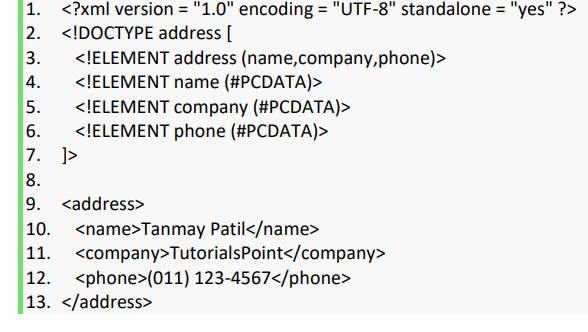 1. <?xml version = "1.0" encoding = "UTF-8" standalone = "yes" ?>
2. <!DOCTYPE address [
3. <!ELEMENT address (name,company,phone)>
4. <!ELEMENT name (#PCDATA)>
5. <!ELEMENT company (#PCDATA)>
6. <!ELEMENT phone (#PCDATA)>
7. ]>
8.
9. <address>
10. <name>Tanmay Patil</name>
11. <company>TutorialsPoint</company>
12. <phone>(011) 123-4567</phone>
13. </address>